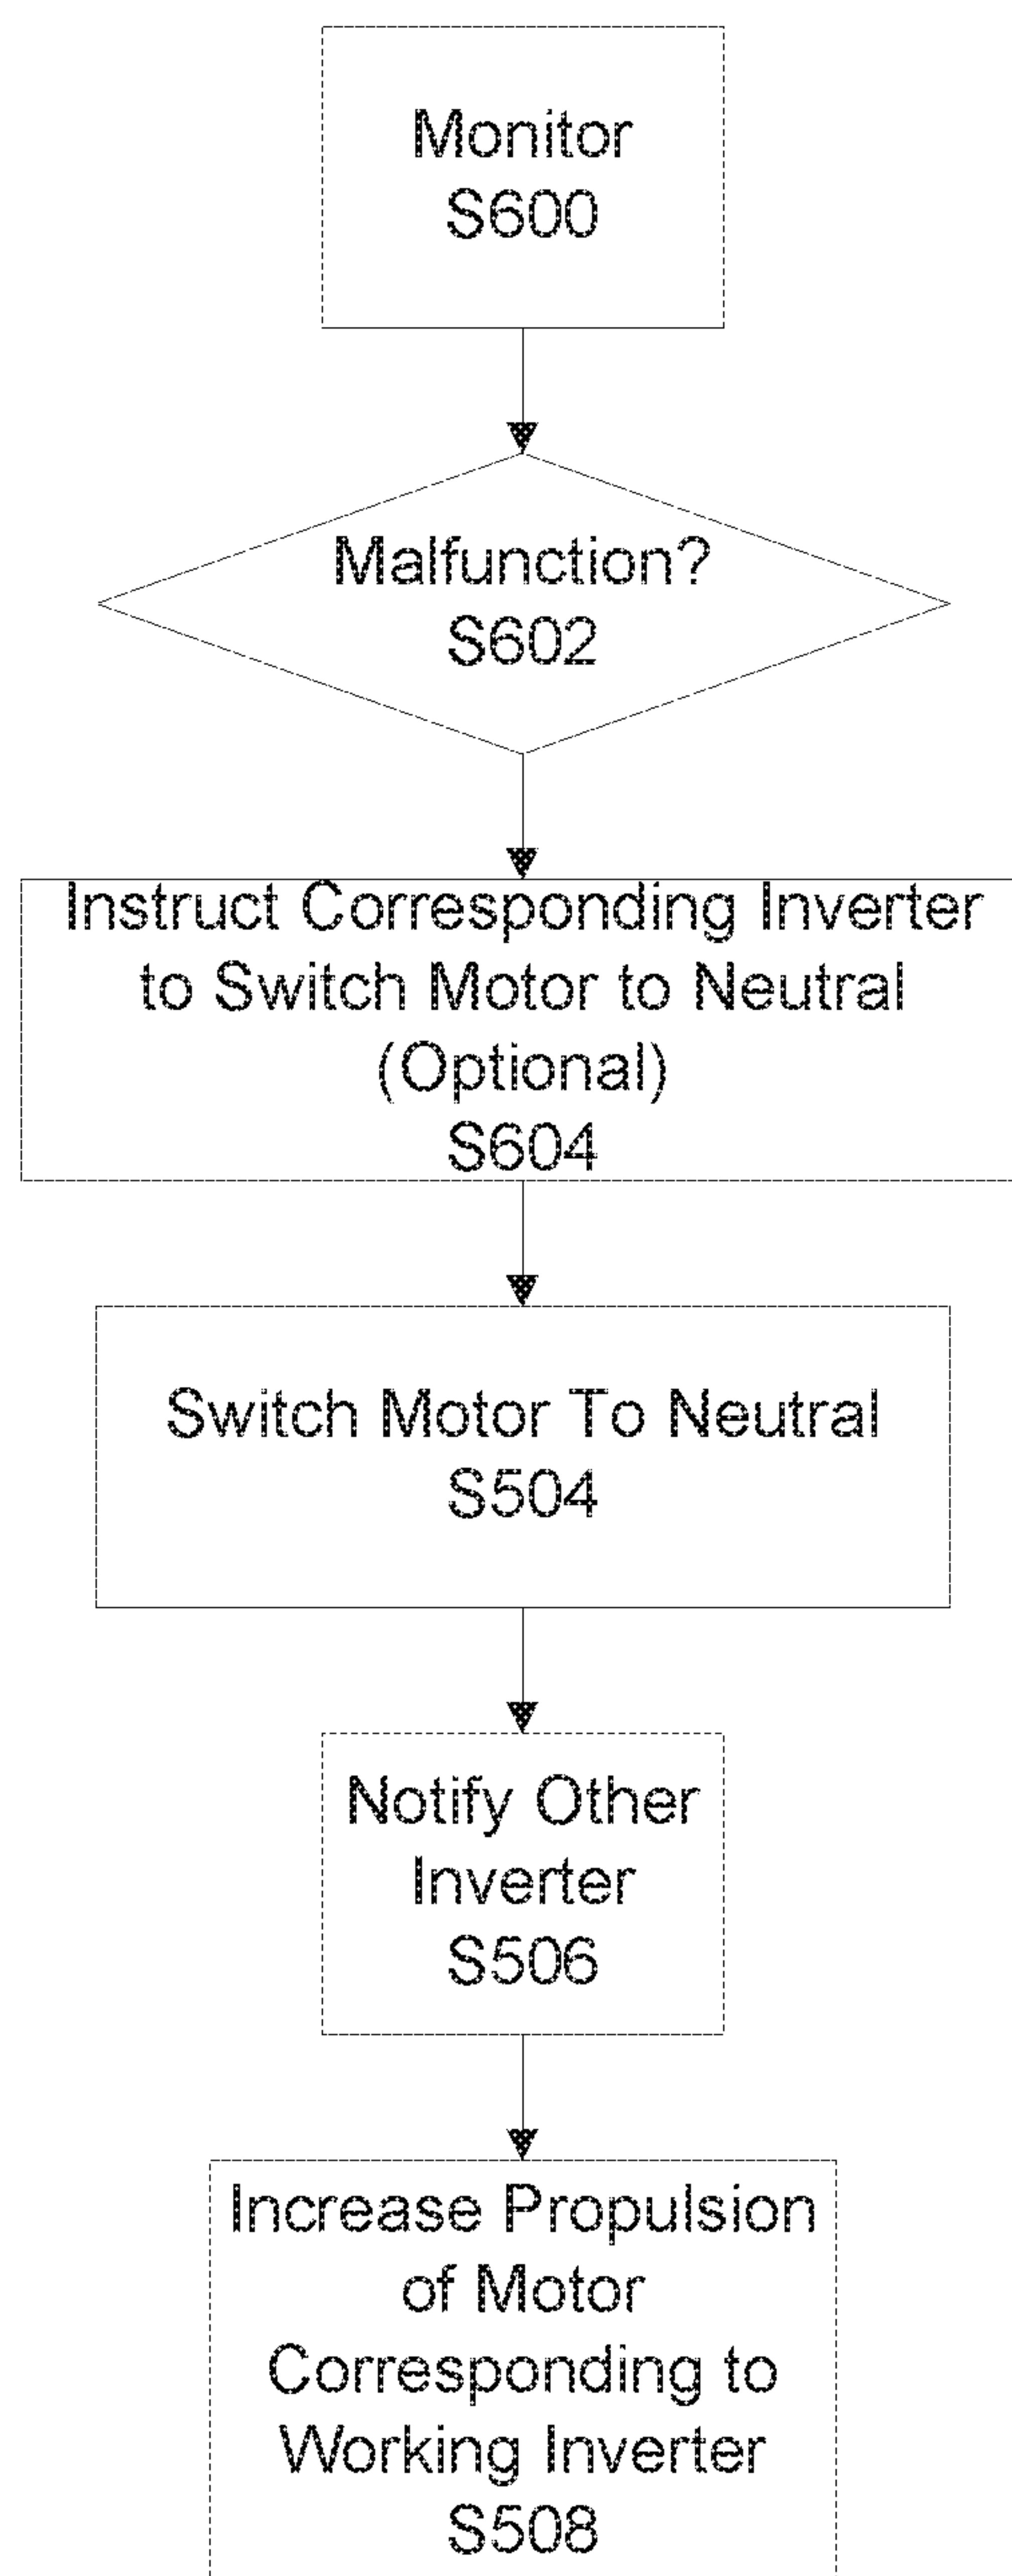 Monitor
S600
Malfunction?
S602
Instruct Corresponding Inverter
to Switch Motor to Neutral
(Optional)
S604
Switch Motor To Neutral
S504
Notify Other
Inverter
S506
Increase Propulsion
of Motor
Corresponding to
Working Inverter
S508